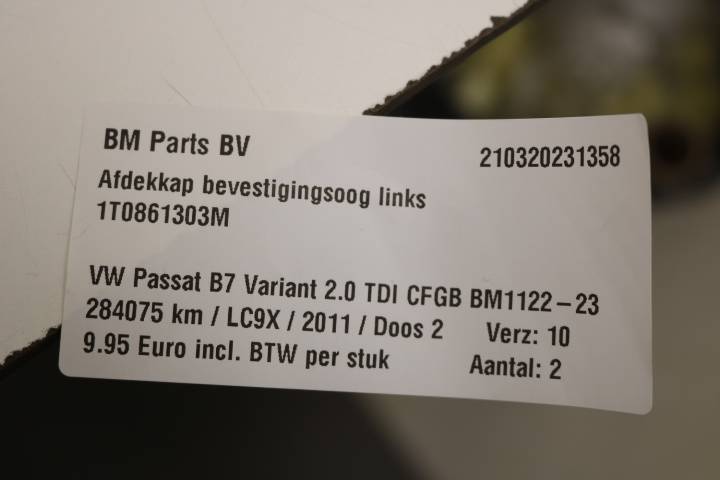 BM Parts BV 210320231358
Afdekkap bevestigingsoog links
1T0861303M
VW Passat B7 Variant 2.0 TDI CFGB BM1122-23
284075 km / LC9X / 2011 / Doos 2 Verz: 10
9.95 Euro incl. BTW per stuk Aantal: 2